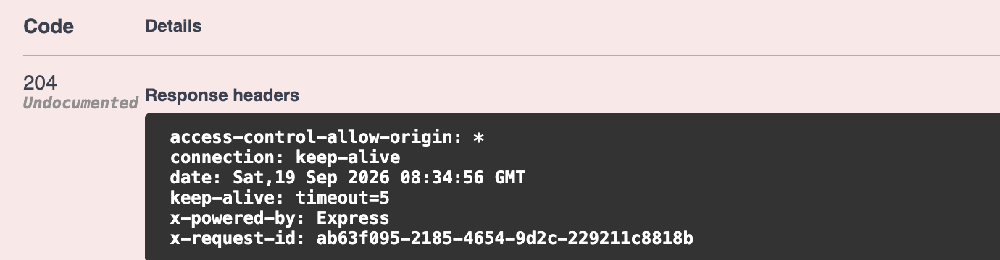 Code Details
204
Undocumented
Response headers
access-control-allow-origin: *
connection: keep-alive
date: Sat,19 Sep 2026 08:34:56 GMT
keep-alive: timeout=5
x-powered-by: Express
x-request-id: ab63f095-2185-4654-9d2c-229211c8818b